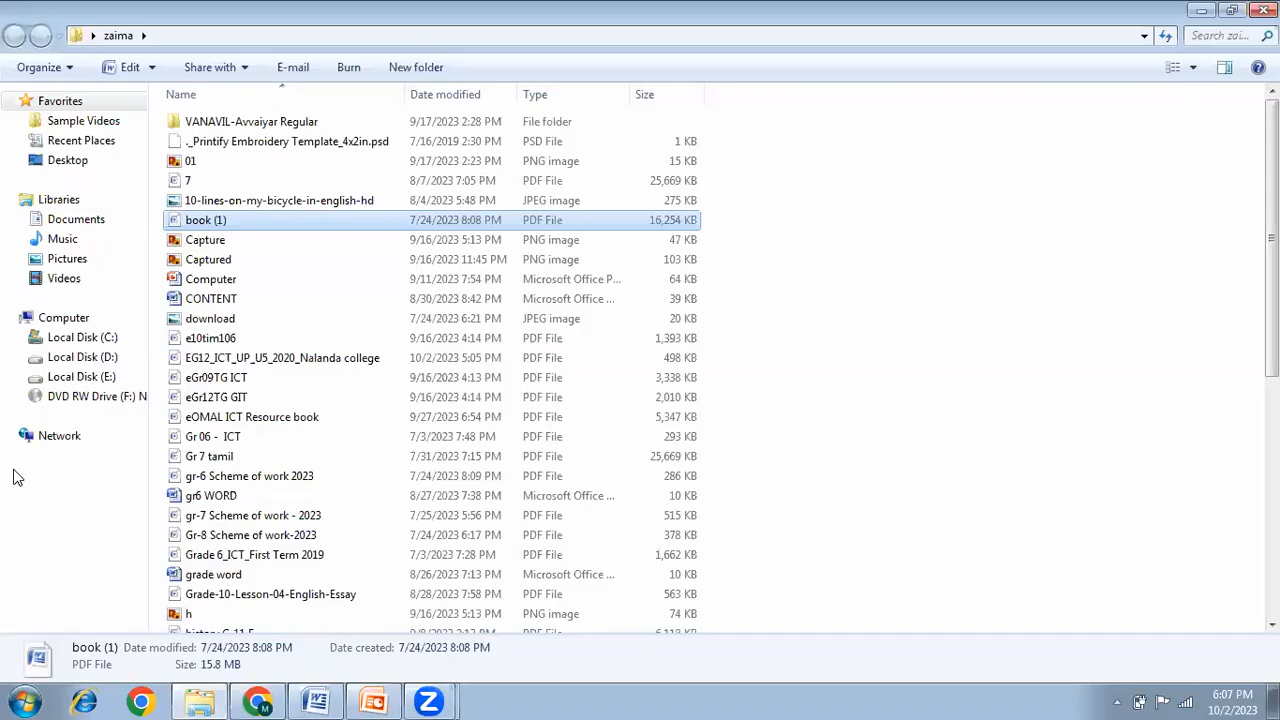 zaima
Search zai...
Organize Edit Share with E-mail Burn New folder
Name Date modified Type Size
Favorites
Sample Videos
Recent Places
Desktop
Libraries
Documents
Music
Pictures
Videos
Computer
Local Disk (C:)
Local Disk (D:)
Local Disk (E:)
DVD RW Drive (F:) N
Network
VANAVIL-Avvaiyar Regular 9/17/2023 2:28 PM File folder
._Printify Embroidery Template_4x2in.psd 7/16/2019 2:30 PM PSD File 1 KB
01 9/17/2023 2:23 PM PNG image 15 KB
7 8/7/2023 7:05 PM PDF File 25,669 KB
10-lines-on-my-bicycle-in-english-hd 8/4/2023 5:48 PM JPEG image 275 KB
book (1) 7/24/2023 8:08 PM PDF File 16,254 KB
Capture 9/16/2023 5:13 PM PNG image 47 KB
Captured 9/16/2023 11:45 PM PNG image 103 KB
Computer 9/11/2023 7:54 PM Microsoft Office P... 64 KB
CONTENT 8/30/2023 8:42 PM Microsoft Office ... 39 KB
download 7/24/2023 6:21 PM JPEG image 20 KB
e10tim106 9/16/2023 4:14 PM PDF File 1,393 KB
EG12_ICT_UP_U5_2020_Nalanda college 10/2/2023 5:05 PM PDF File 498 KB
eGr09TG ICT 9/16/2023 4:13 PM PDF File 3,338 KB
eGr12TG GIT 9/16/2023 4:14 PM PDF File 2,010 KB
eOMAL ICT Resource book 9/27/2023 6:54 PM PDF File 5,347 KB
Gr 06 - ICT 7/3/2023 7:48 PM PDF File 293 KB
Gr 7 tamil 7/31/2023 7:15 PM PDF File 25,669 KB
gr-6 Scheme of work 2023 7/24/2023 8:09 PM PDF File 286 KB
gr6 WORD 8/27/2023 7:38 PM Microsoft Office ... 10 KB
gr-7 Scheme of work - 2023 7/25/2023 5:56 PM PDF File 515 KB
Gr-8 Scheme of work-2023 7/24/2023 6:17 PM PDF File 378 KB
Grade 6_ICT_First Term 2019 7/3/2023 7:28 PM PDF File 1,662 KB
grade word 8/26/2023 7:13 PM Microsoft Office ... 10 KB
Grade-10-Lesson-04-English-Essay 8/28/2023 7:58 PM PDF File 563 KB
h 9/16/2023 5:13 PM PNG image 74 KB
book (1) Date modified: 7/24/2023 8:08 PM Date created: 7/24/2023 8:08 PM
PDF File Size: 15.8 MB
6:07 PM
10/2/2023